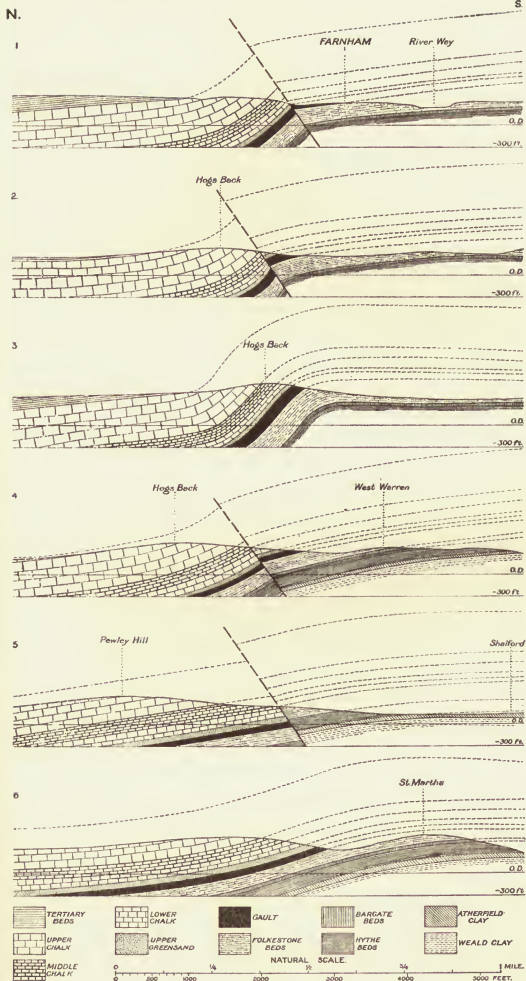 N. S.
1 FARNHAM River Wey
O.D.
-300 ft.
2. Hogs Back
O.D.
-300 ft.
3 Hogs Back
O.D.
-300 ft.
4 Hogs Back West Warren
O.D.
-300 ft.
5 Pewley Hill Shalford
O.D.
-300 ft.
6 St. Marthas
O.D.
-300 ft.
TERTIARY BEDS
LOWER CHALK
GAULT
BARGATE BEDS
ATHERFIELD CLAY
UPPER CHALK
UPPER GREENSAND
FOLKESTONE BEDS
HYTHE BEDS
WEALD CLAY
MIDDLE CHALK
NATURAL SCALE.
0 ¼ ½ ¾ 1 MILE.
0 1000 2000 3000 4000 5000 FEET.